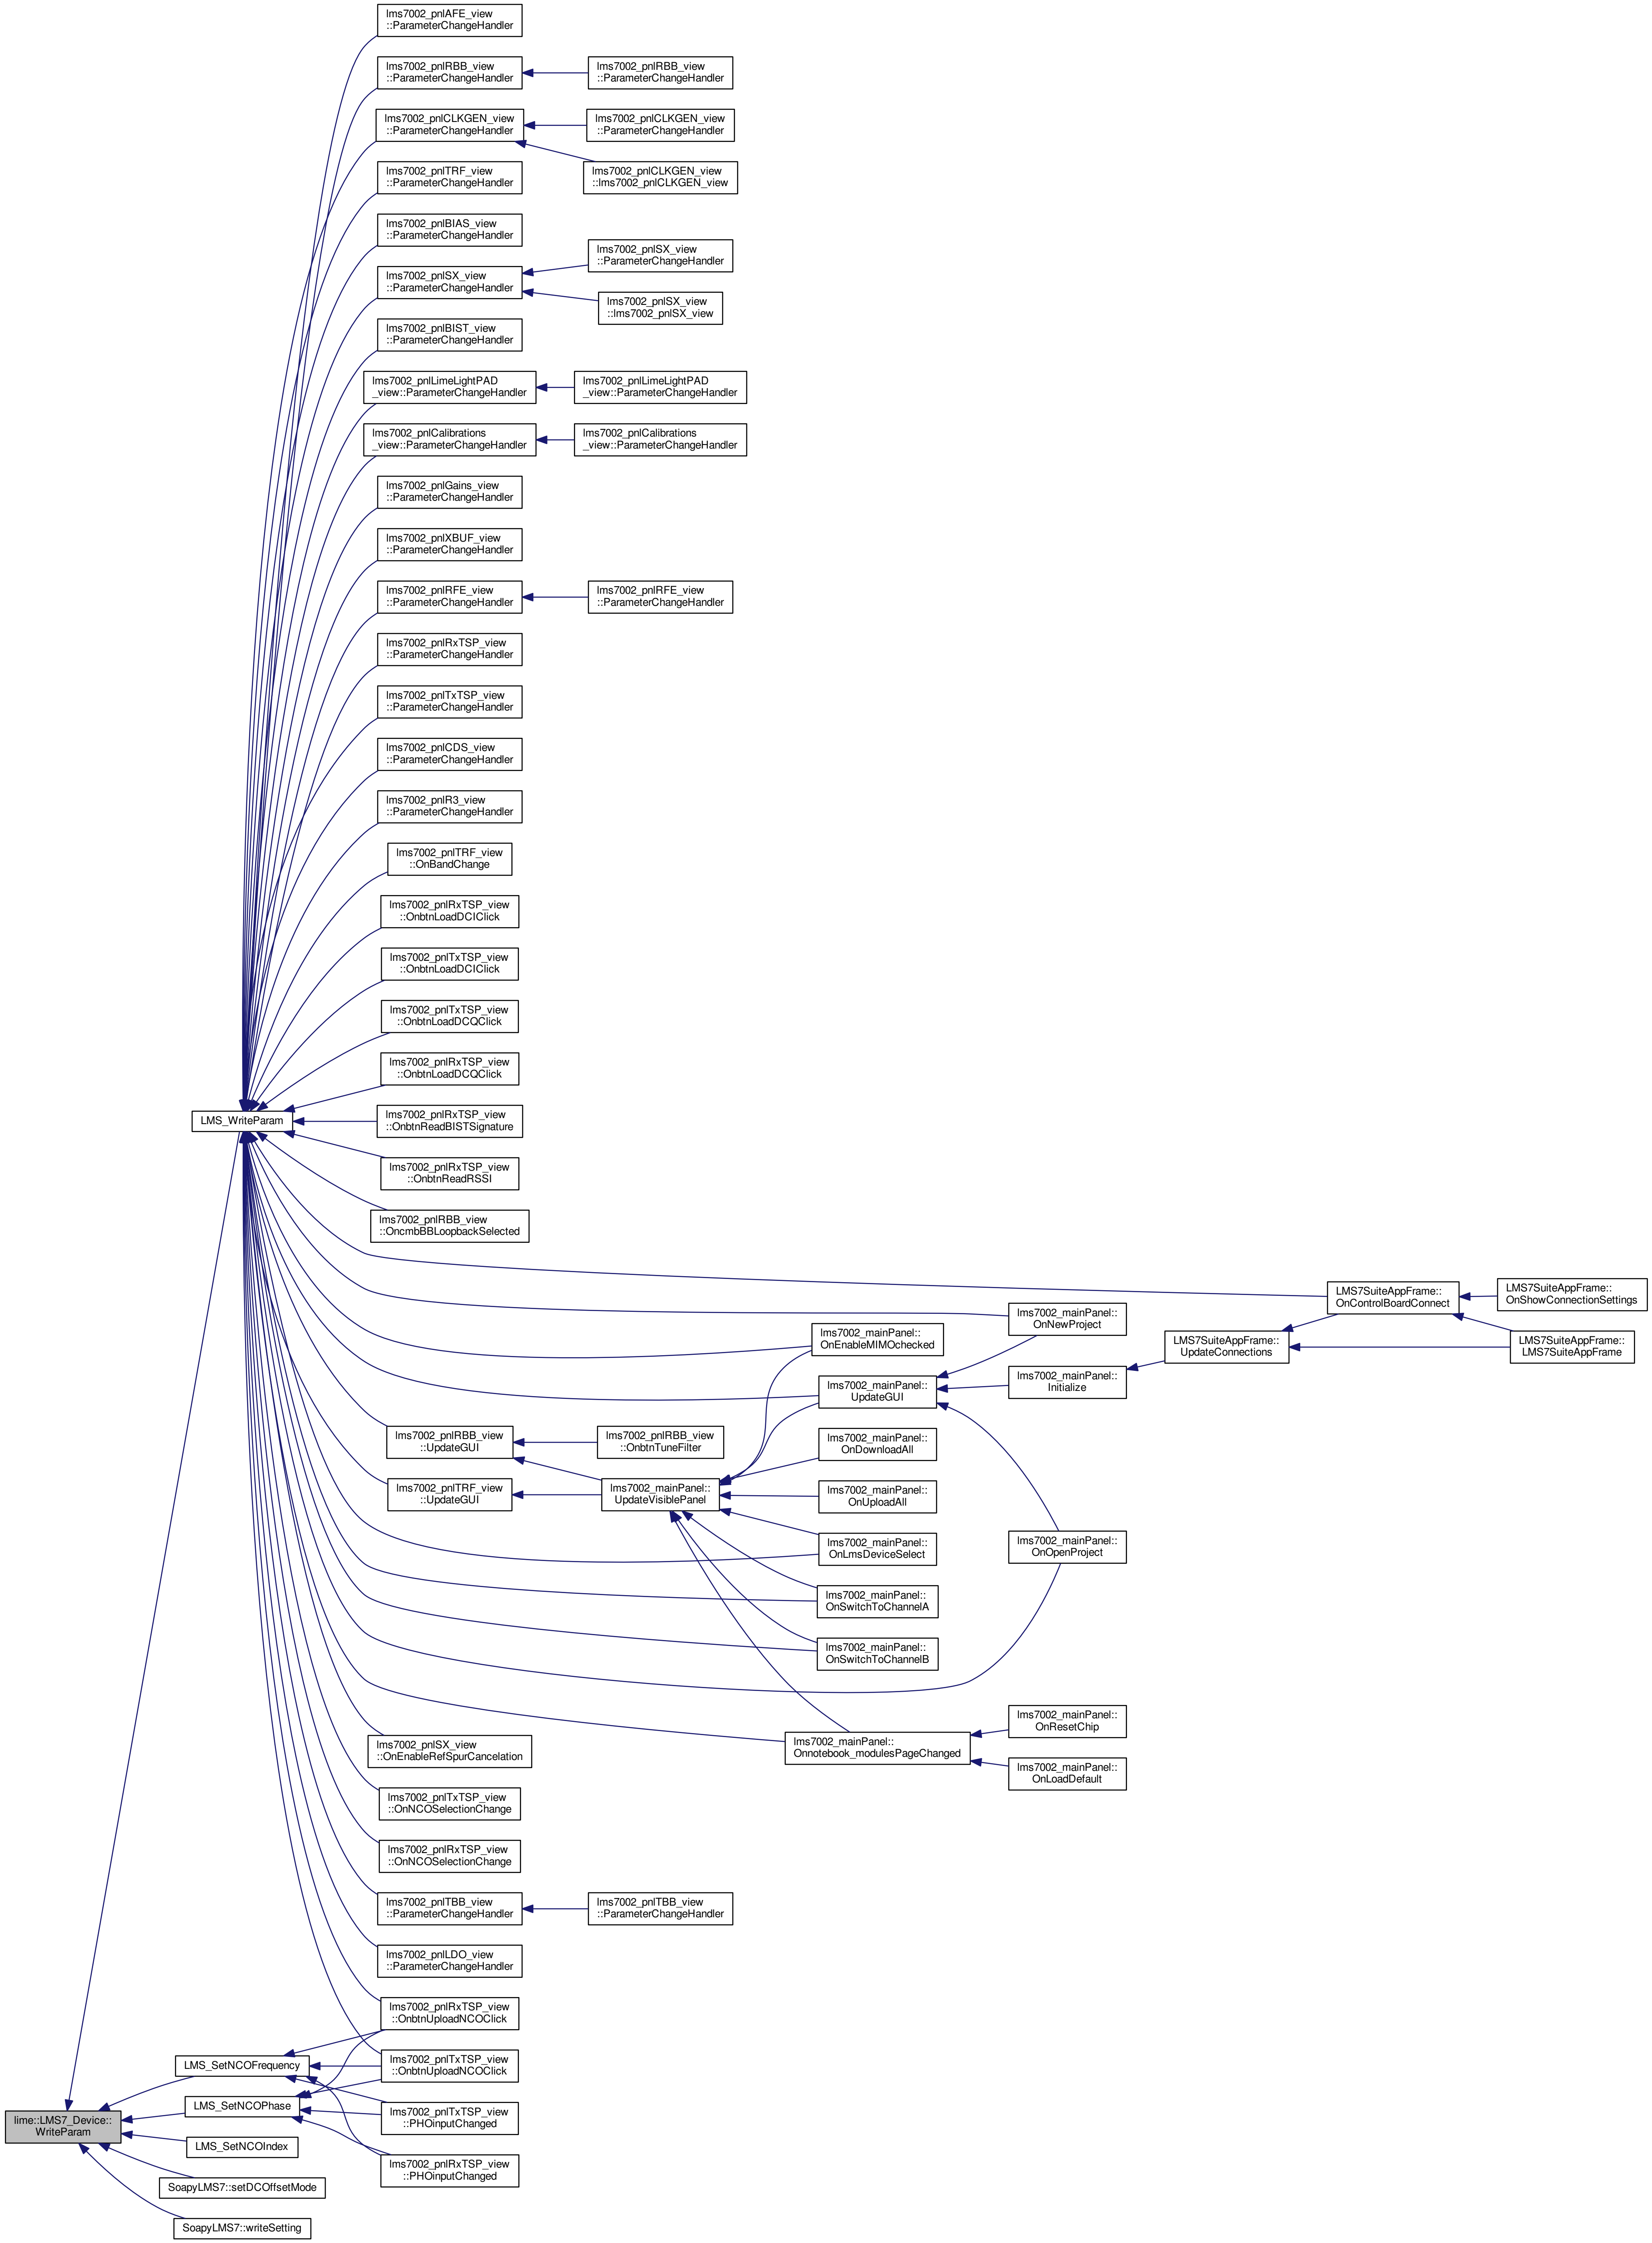 lms7002_pnlAFE_view
::ParameterChangeHandler
lms7002_pnlRBB_view
::ParameterChangeHandler
lms7002_pnlRBB_view
::ParameterChangeHandler
lms7002_pnlCLKGEN_view
::ParameterChangeHandler
lms7002_pnlCLKGEN_view
::ParameterChangeHandler
lms7002_pnlTRF_view
::ParameterChangeHandler
lms7002_pnlCLKGEN_view
::lms7002_pnlCLKGEN_view
lms7002_pnlBIAS_view
::ParameterChangeHandler
lms7002_pnlSX_view
::ParameterChangeHandler
lms7002_pnlSX_view
::ParameterChangeHandler
lms7002_pnlSX_view
::lms7002_pnlSX_view
lms7002_pnlBIST_view
::ParameterChangeHandler
lms7002_pnlLimeLightPAD
_view::ParameterChangeHandler
lms7002_pnlLimeLightPAD
_view::ParameterChangeHandler
lms7002_pnlCalibrations
_view::ParameterChangeHandler
lms7002_pnlCalibrations
_view::ParameterChangeHandler
lms7002_pnlGains_view
::ParameterChangeHandler
lms7002_pnlXBUF_view
::ParameterChangeHandler
lms7002_pnlRFE_view
::ParameterChangeHandler
lms7002_pnlRFE_view
::ParameterChangeHandler
lms7002_pnlRxTSP_view
::ParameterChangeHandler
lms7002_pnlTxTSP_view
::ParameterChangeHandler
lms7002_pnlCDS_view
::ParameterChangeHandler
lms7002_pnlR3_view
::ParameterChangeHandler
lms7002_pnlTRF_view
::OnBandChange
lms7002_pnlRxTSP_view
::OnbtnLoadDCIClick
lms7002_pnlTxTSP_view
::OnbtnLoadDCIClick
lms7002_pnlTxTSP_view
::OnbtnLoadDCQClick
lms7002_pnlRxTSP_view
::OnbtnLoadDCQClick
LMS_WriteParam
lms7002_pnlRxTSP_view
::OnbtnReadBISTSignature
lms7002_pnlRxTSP_view
::OnbtnReadRSSI
lms7002_pnlRBB_view
::OncmbBBLoopbackSelected
LMS7SuiteAppFrame::
OnControlBoardConnect
LMS7SuiteAppFrame::
OnShowConnectionSettings
lms7002_mainPanel::
OnNewProject
lms7002_mainPanel::
OnEnableMIMOchecked
LMS7SuiteAppFrame::
UpdateConnections
LMS7SuiteAppFrame::
LMS7SuiteAppFrame
lms7002_mainPanel::
UpdateGUI
lms7002_mainPanel::
Initialize
lms7002_pnlRBB_view
::UpdateGUI
lms7002_pnlRBB_view
::OnbtnTuneFilter
lms7002_mainPanel::
OnDownloadAll
lms7002_pnlTRF_view
::UpdateGUI
lms7002_mainPanel::
UpdateVisiblePanel
lms7002_mainPanel::
OnUploadAll
lms7002_mainPanel::
OnLmsDeviceSelect
lms7002_mainPanel::
OnOpenProject
lms7002_mainPanel::
OnSwitchToChannelA
lms7002_mainPanel::
OnSwitchToChannelB
lms7002_mainPanel::
OnResetChip
lms7002_pnlSX_view
::OnEnableRefSpurCancelation
lms7002_mainPanel::
Onnotebook_modulesPageChanged
lms7002_mainPanel::
OnLoadDefault
lms7002_pnlTxTSP_view
::OnNCOSelectionChange
lms7002_pnlRxTSP_view
::OnNCOSelectionChange
lms7002_pnlTBB_view
::ParameterChangeHandler
lms7002_pnlTBB_view
::ParameterChangeHandler
lms7002_pnlLDO_view
::ParameterChangeHandler
lms7002_pnlRxTSP_view
::OnbtnUploadNCOClick
LMS_SetNCOFrequency
lms7002_pnlTxTSP_view
::OnbtnUploadNCOClick
LMS_SetNCOPhase
lms7002_pnlTxTSP_view
::PHOinputChanged
lime::LMS7_Device::
WriteParam
LMS_SetNCOIndex
lms7002_pnlRxTSP_view
::PHOinputChanged
SoapyLMS7::setDCOffsetMode
SoapyLMS7::writeSetting